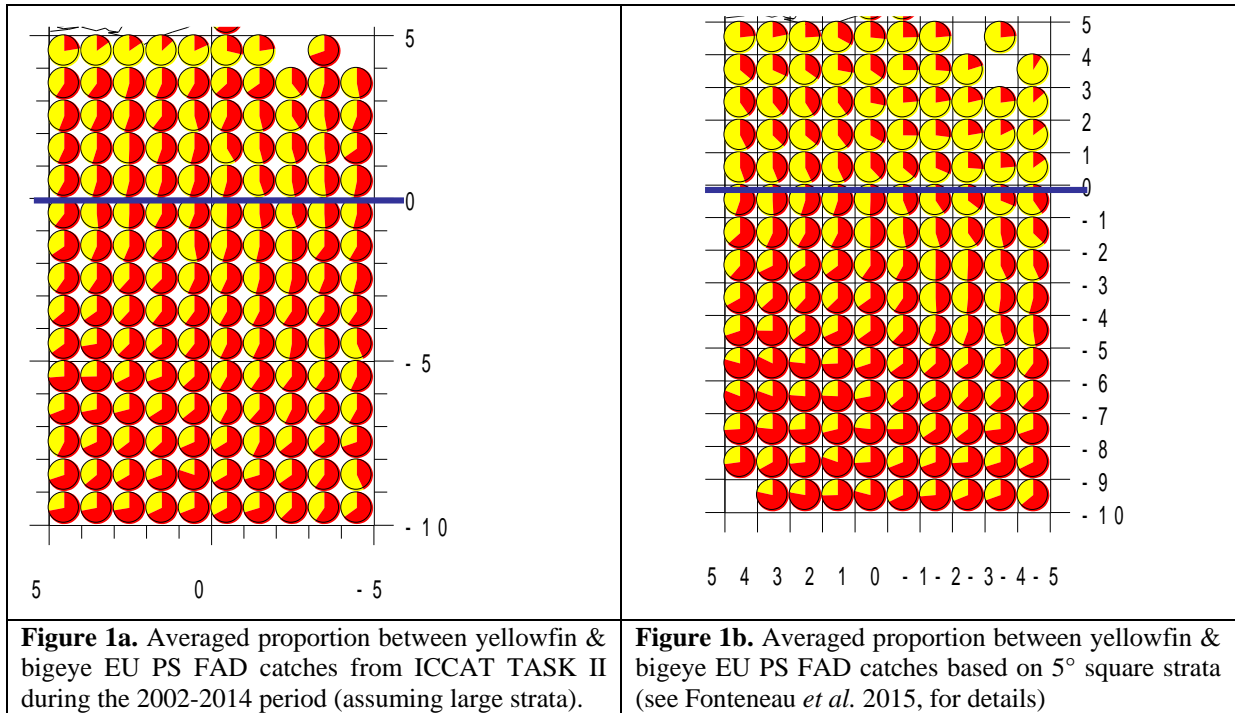 5
0
- 5
- 10
5 0 - 5
5
4
3
2
1
0
- 1
- 2
- 3
- 4
- 5
- 6
- 7
- 8
- 9
- 10
5 4 3 2 1 0 - 1 - 2 - 3 - 4 - 5
Figure 1a. Averaged proportion between yellowfin &
bigeye EU PS FAD catches from ICCAT TASK II
during the 2002-2014 period (assuming large strata).
Figure 1b. Averaged proportion between yellowfin &
bigeye EU PS FAD catches based on 5° square strata
(see Fonteneau et al. 2015, for details)